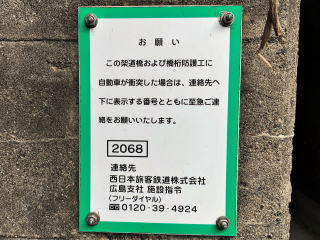 お願い
この架道橋および橋桁防護工に
自動車が衝突した場合は、連絡先へ
下に表示する番号とともに至急ご連
絡をお願いいたします。
2068
連絡先
西日本旅客鉄道株式会社
広島支社 施設指令
(フリーダイヤル)
0120-39-4924